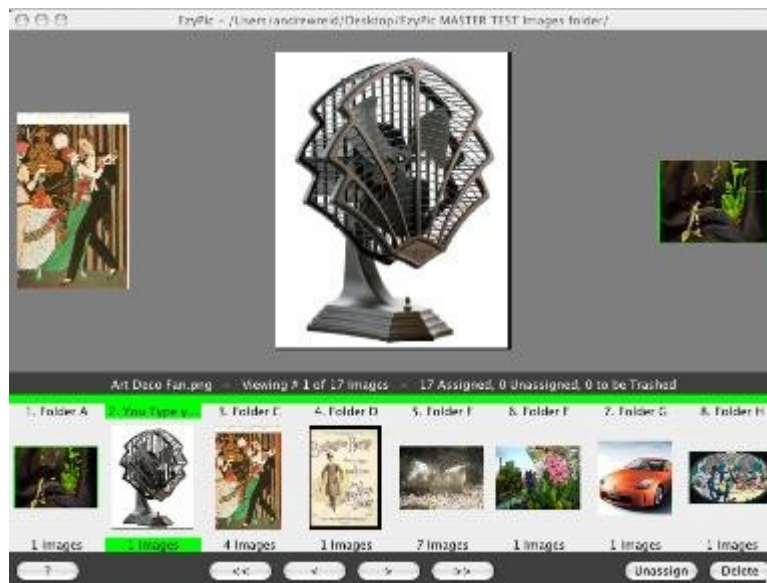 EzyPic - /Users/andrewreid/Desktop/EzyPic MASTER TEST Images folder/
Art Deco Fan.png - Viewing # 1 of 17 Images - 17 Assigned, 0 Unassigned, 0 to be Trashed
1. Folder A 2. You Type y... 3. Folder C 4. Folder D 5. Folder E 6. Folder F 7. Folder G 8. Folder H
1 Images 1 Images 4 Images 1 Images 7 Images 1 Images 1 Images 1 Images
? << < > >> Unassign Delete